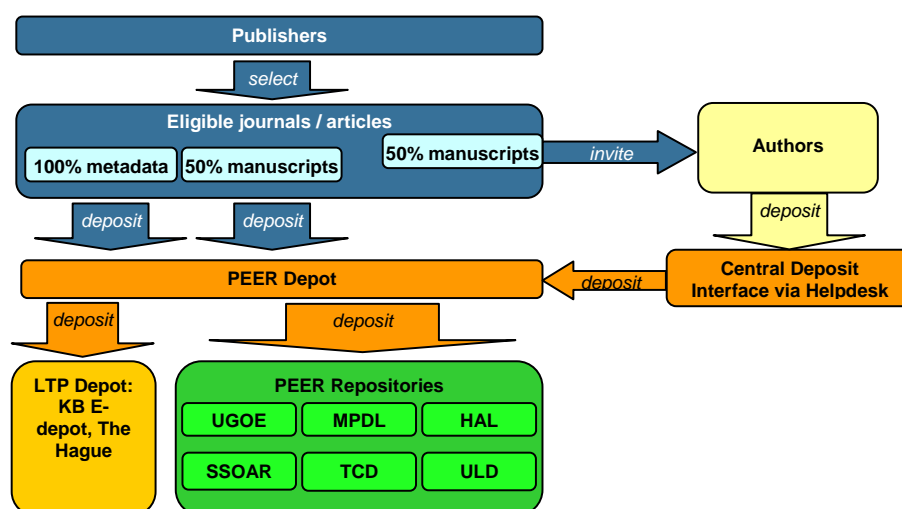 Publishers
select
Eligible journals / articles
100% metadata
50% manuscripts
50% manuscripts
invite
Authors
deposit
deposit
deposit
PEER Depot
deposit
Central Deposit
Interface via Helpdesk
deposit
deposit
LTP Depot:
KB E-
depot, The
Hague
PEER Repositories
UGOE
MPDL
HAL
SSOAR
TCD
ULD